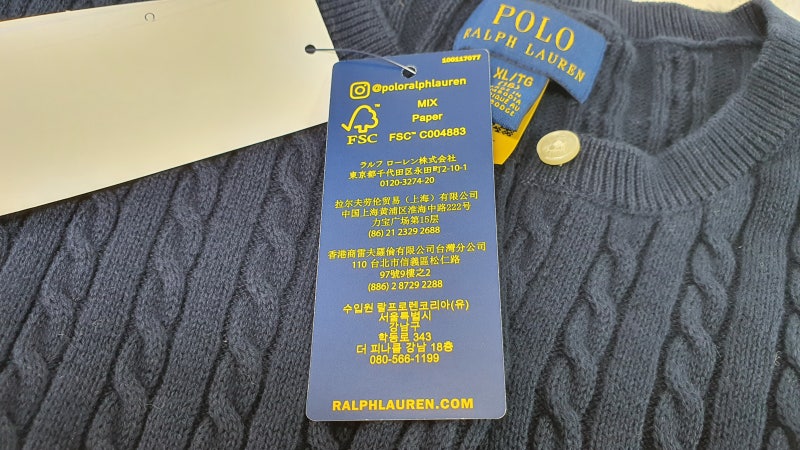 100117077
@poloralphlauren
MIX
Paper
FSC™ C004883
FSC
ラルフ ローレン株式会社
東京都千代田区永田町2-10-1
0120-3274-20
拉尔夫劳伦贸易(上海)有限公司
中国上海黄浦区淮海中路222号
力宝广场第15层
(86) 21 2329 2688
香港商雷夫羅倫有限公司台灣分公司
110 台北市信義區松仁路
97號9樓之2
(886) 2 8729 2288
수입원 랄프로렌코리아(유)
서울특별시
강남구
학동로 343
더 피나클 강남 18층
080-566-1199
RALPHLAUREN.COM
POLO
RALPH LAUREN
XL/TG